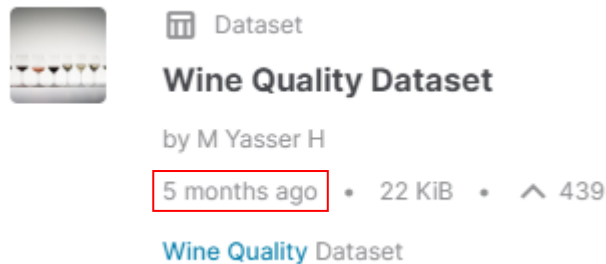 Dataset
Wine Quality Dataset
by M Yasser H
5 months ago • 22 KiB • 439
Wine Quality Dataset